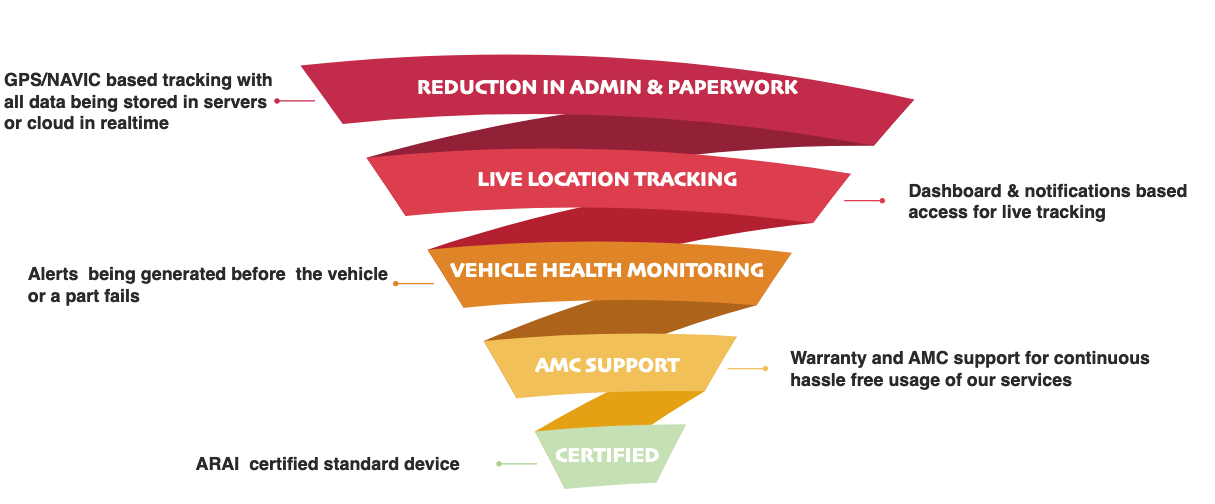 REDUCTION IN ADMIN & PAPERWORK
GPS/NAVIC based tracking with
all data being stored in servers
or cloud in realtime
LIVE LOCATION TRACKING
Dashboard & notifications based
access for live tracking
VEHICLE HEALTH MONITORING
Alerts being generated before the vehicle
or a part fails
AMC SUPPORT
Warranty and AMC support for continuous
hassle free usage of our services
CERTIFIED
ARAI certified standard device